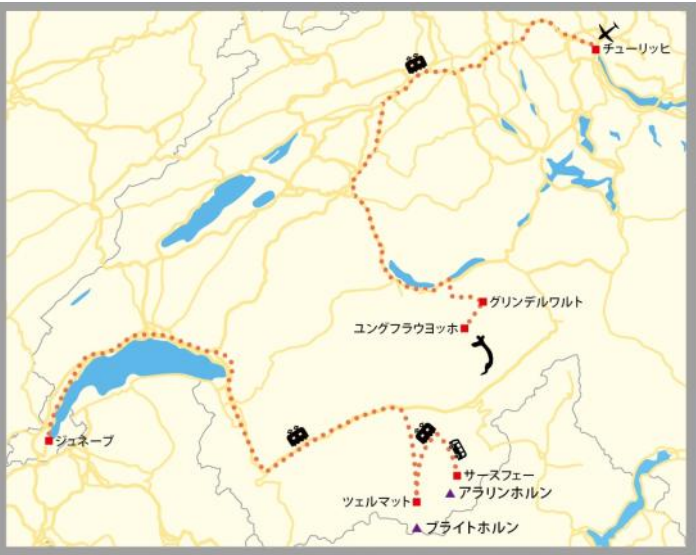 チューリッヒ
グリンデルワルト
ユングフラウヨッホ
ジュネーブ
サースフェー
アラリンホルン
ツェルマット
ブライトホルン